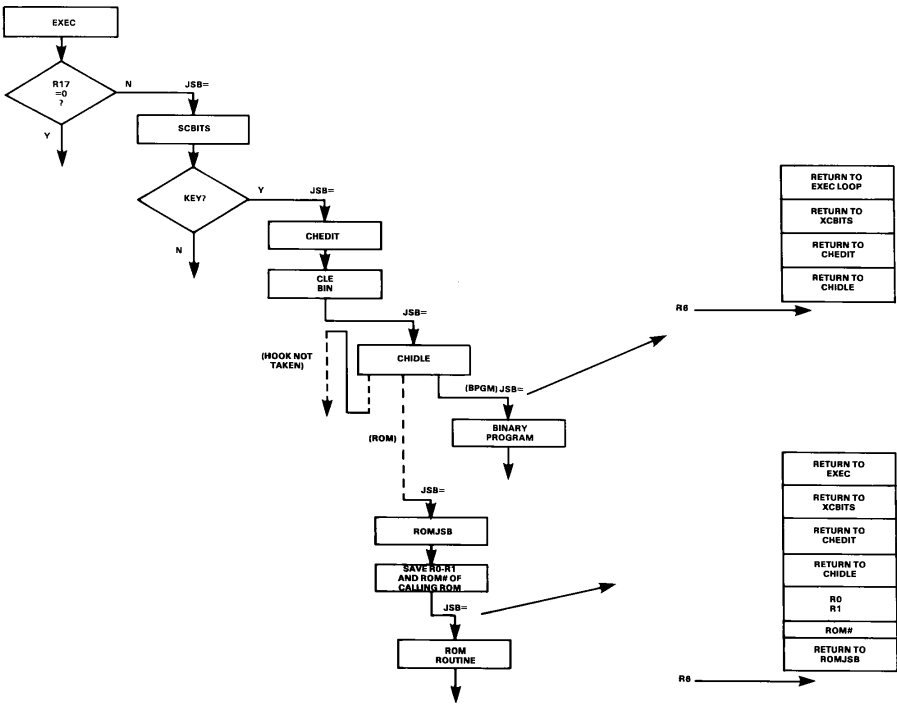 EXEC
R17
=0
?
N
JSB=
Y
SCBITS
KEY?
Y
JSB=
N
CHEDIT
CLE
BIN
JSB=
(HOOK NOT
TAKEN)
CHIDLE
(BPGM) JSB=
BINARY
PROGRAM
(ROM)
JSB=
ROMJSB
SAVE R0-R1
AND ROM# OF
CALLING ROM
JSB=
ROM
ROUTINE
RETURN TO
EXEC LOOP
RETURN TO
XCBITS
RETURN TO
CHEDIT
RETURN TO
CHIDLE
R6
RETURN TO
EXEC
RETURN TO
XCBITS
RETURN TO
CHEDIT
RETURN TO
CHIDLE
R0
R1
ROM#
RETURN TO
ROMJSB
R6